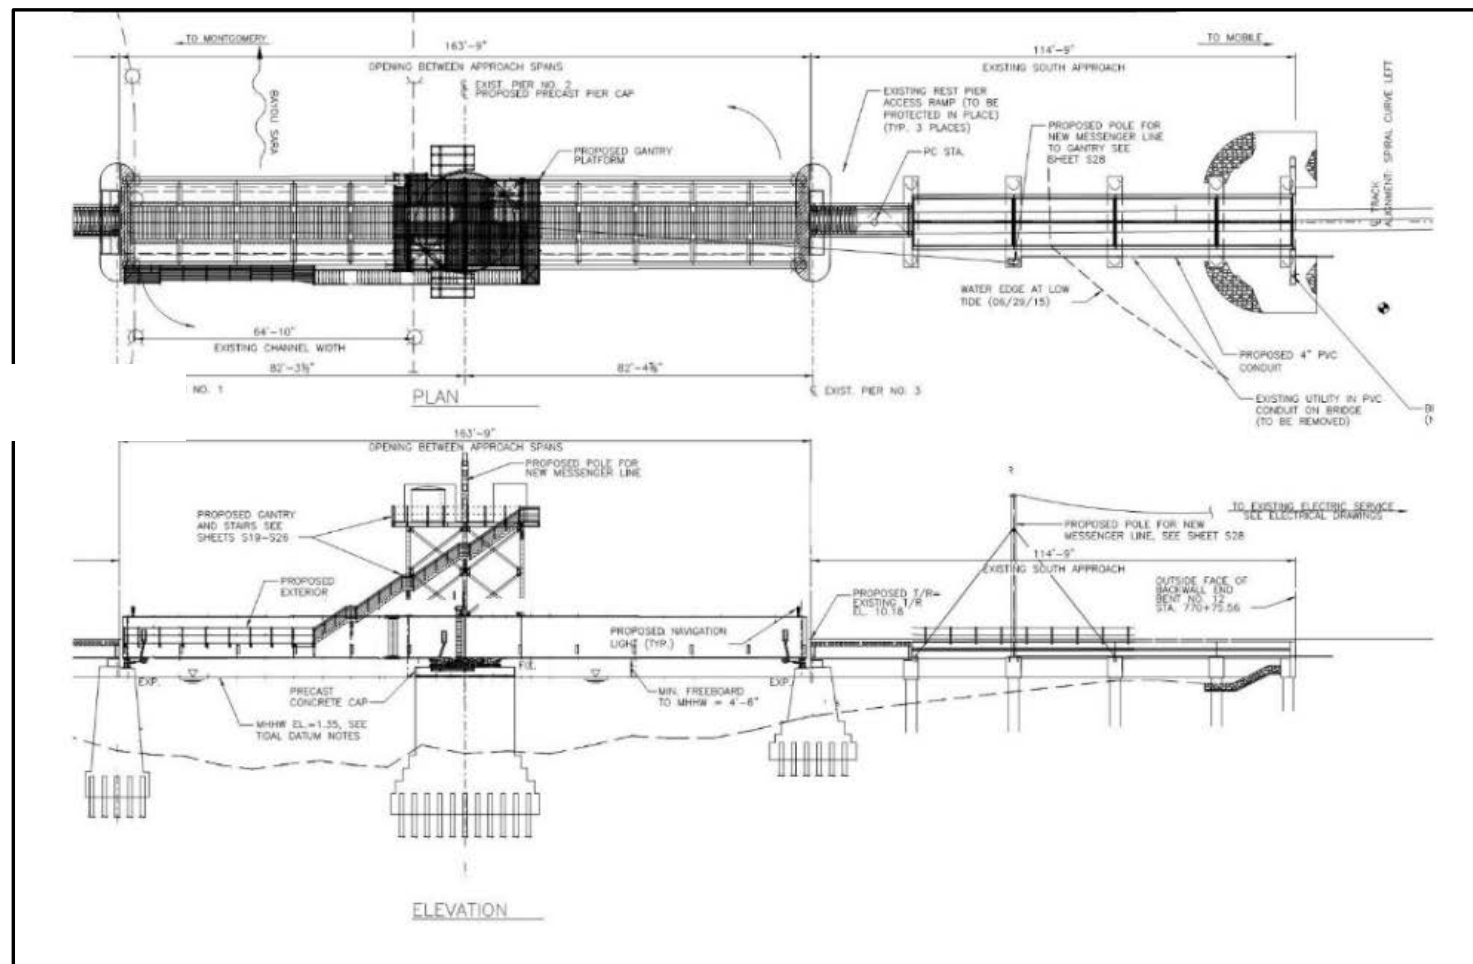 TO MONTGOMERY
163'-9"
OPENING BETWEEN APPROACH SPANS
TO MOBILE
114'-9"
EXISTING SOUTH APPROACH
BAYOU SARA
EXIST. PIER NO. 2
PROPOSED PRECAST PIER CAP
EXISTING REST PIER
ACCESS RAMP (TO BE
PROTECTED IN PLACE)
(TYP. 3 PLACES)
PROPOSED GANTRY
PLATFORM
PC STA.
PROPOSED POLE FOR
NEW MESSENGER LINE
TO GANTRY SEE
SHEET S28
TRACK
ALIGNMENT: SPIRAL CURVE LEFT
WATER EDGE AT LOW
TIDE (06/29/15)
64'-10"
EXISTING CHANNEL WIDTH
PROPOSED 4" PVC
CONDUIT
82'-3½"
82'-4⅞"
NO. 1
EXIST. PIER NO. 3
EXISTING UTILITY IN PVC
CONDUIT ON BRIDGE
(TO BE REMOVED)
PLAN
163'-9"
OPENING BETWEEN APPROACH SPANS
PROPOSED POLE FOR
NEW MESSENGER LINE
PROPOSED GANTRY
AND STAIRS SEE
SHEETS S19-S26
TO EXISTING ELECTRIC SERVICE
SEE ELECTRICAL DRAWINGS
PROPOSED POLE FOR NEW
MESSENGER LINE, SEE SHEET S28
114'-9"
EXISTING SOUTH APPROACH
PROPOSED
EXTERIOR
PROPOSED T/R=
EXISTING T/R
EL. 10.18
OUTSIDE FACE OF
BACKWALL END
BENT NO. 12
STA. 770+75.56
PROPOSED NAVIGATION
LIGHT (TYP.)
EXP.
PRECAST
CONCRETE CAP
MIN. FREEBOARD
TO MHHW = 4'-6"
EXP.
MHHW EL.=1.35, SEE
TIDAL DATUM NOTES
ELEVATION